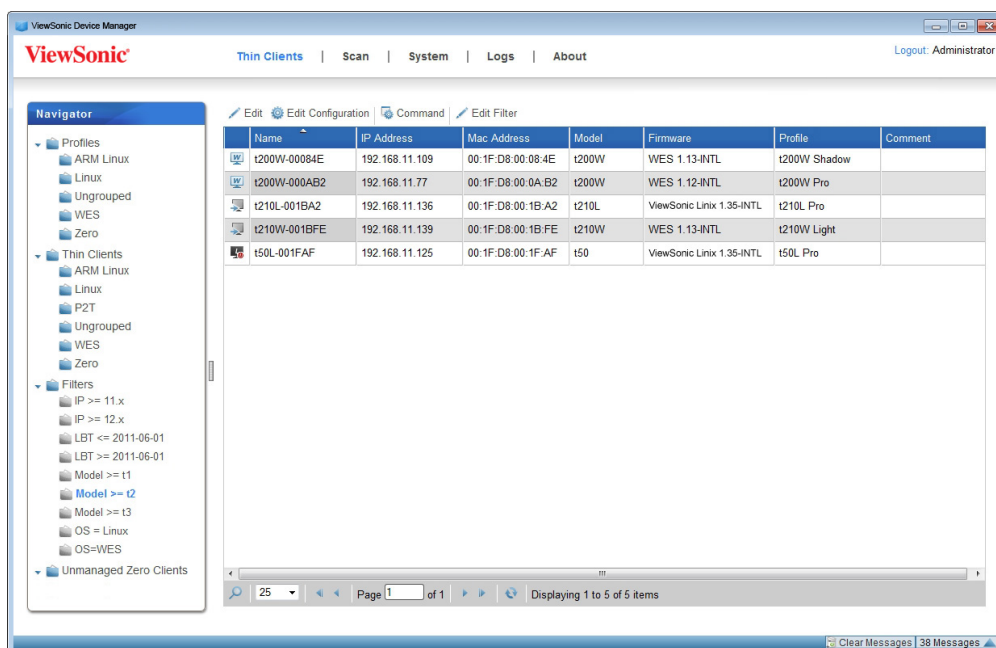 ViewSonic Device Manager
ViewSonic
Thin Clients | Scan | System | Logs | About
Logout: Administrator
Navigator
Profiles
ARM Linux
Linux
Ungrouped
WES
Zero
Thin Clients
ARM Linux
Linux
P2T
Ungrouped
WES
Zero
Filters
IP >= 11.x
IP >= 12.x
LBT <= 2011-06-01
LBT >= 2011-06-01
Model >= t1
Model >= t2
Model >= t3
OS = Linux
OS=WES
Unmanaged Zero Clients
Edit Edit Configuration Command Edit Filter
Name IP Address Mac Address Model Firmware Profile Comment
t200W-00084E 192.168.11.109 00:1F:D8:00:08:4E t200W WES 1.13-INTL t200W Shadow
t200W-000AB2 192.168.11.77 00:1F:D8:00:0A:B2 t200W WES 1.12-INTL t200W Pro
t210L-001BA2 192.168.11.136 00:1F:D8:00:1B:A2 t210L ViewSonic Linix 1.35-INTL t210L Pro
t210W-001BFE 192.168.11.139 00:1F:D8:00:1B:FE t210W WES 1.13-INTL t210W Light
t50L-001FAF 192.168.11.125 00:1F:D8:00:1F:AF t50 ViewSonic Linix 1.35-INTL t50L Pro
25 Page 1 of 1 Displaying 1 to 5 of 5 items
Clear Messages 38 Messages